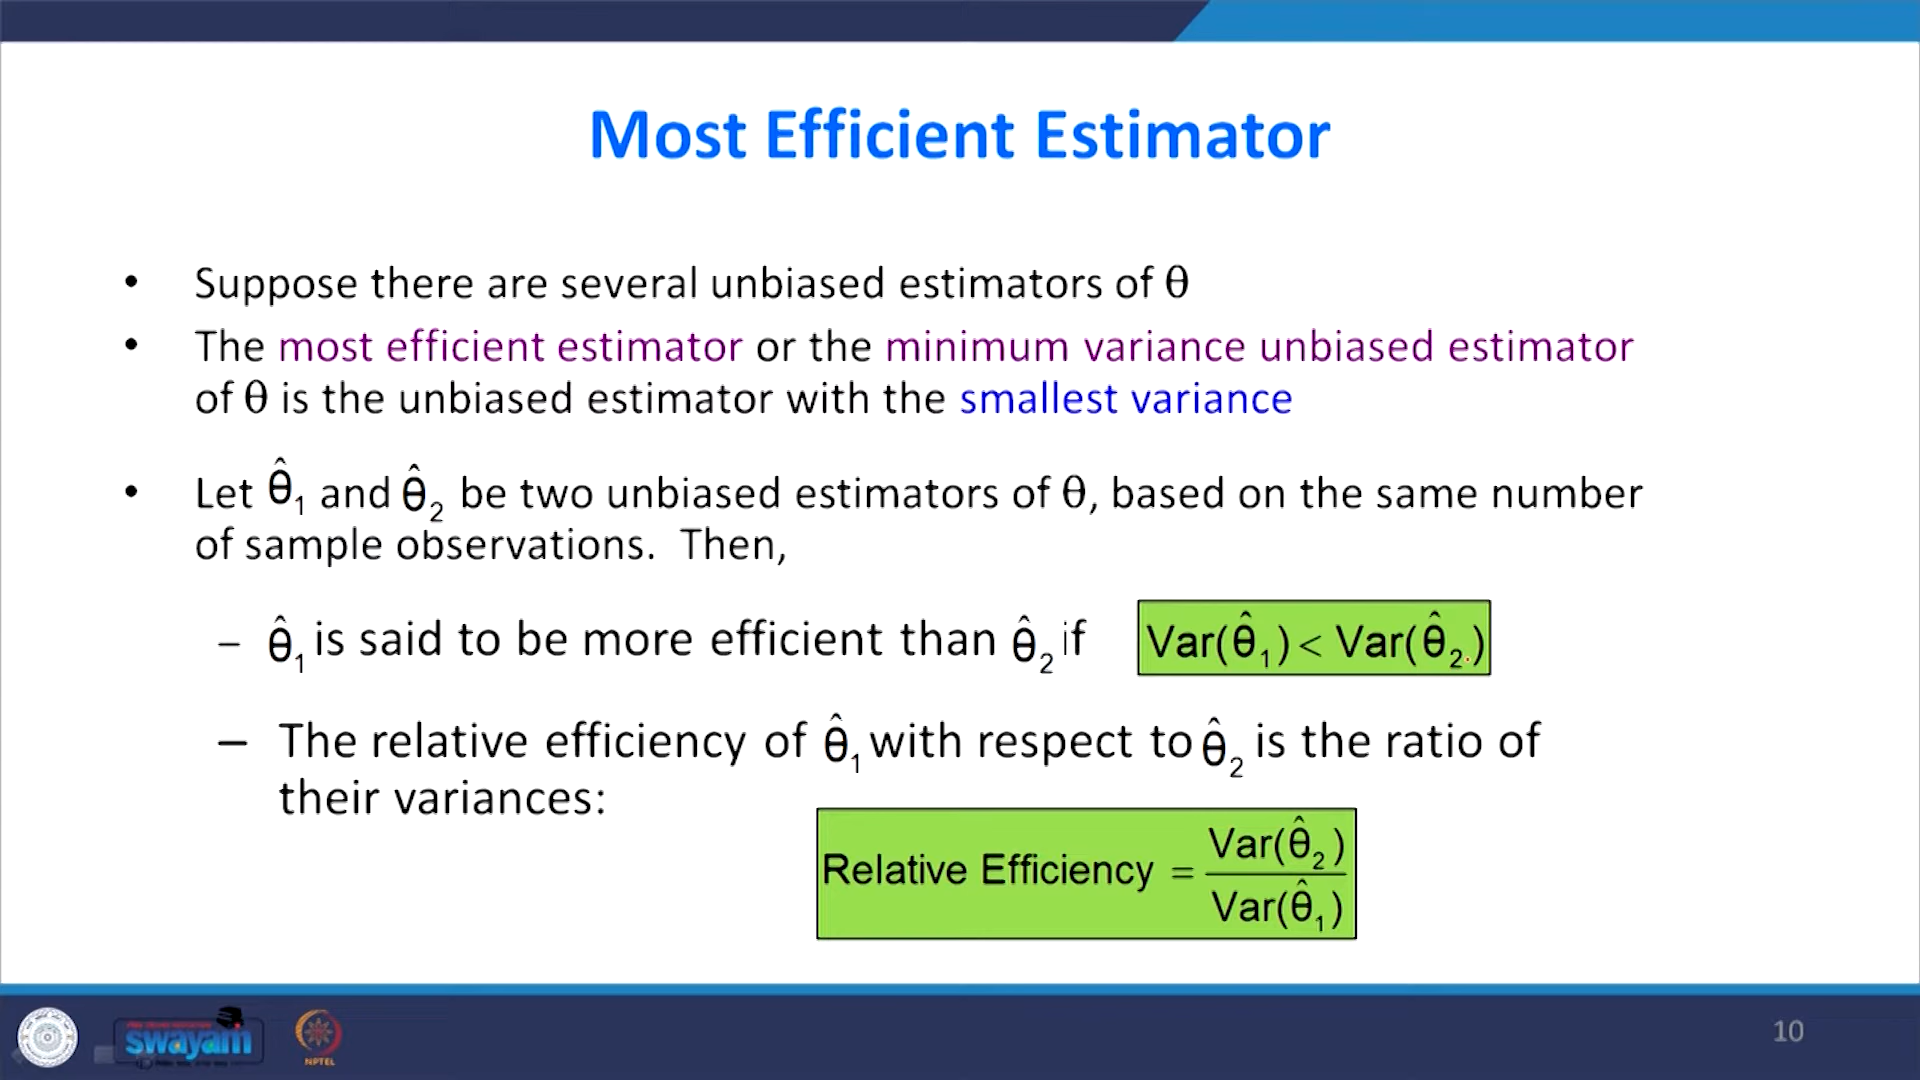 Most Efficient Estimator
• Suppose there are several unbiased estimators of θ
• The most efficient estimator or the minimum variance unbiased estimator
of θ is the unbiased estimator with the smallest variance
• Let θ̂₁ and θ̂₂ be two unbiased estimators of θ, based on the same number
of sample observations. Then,
– θ̂₁ is said to be more efficient than θ̂₂ if Var(θ̂₁) < Var(θ̂₂)
– The relative efficiency of θ̂₁ with respect to θ̂₂ is the ratio of
their variances:
Relative Efficiency = Var(θ̂₂) / Var(θ̂₁)
swayam
NPTEL
10